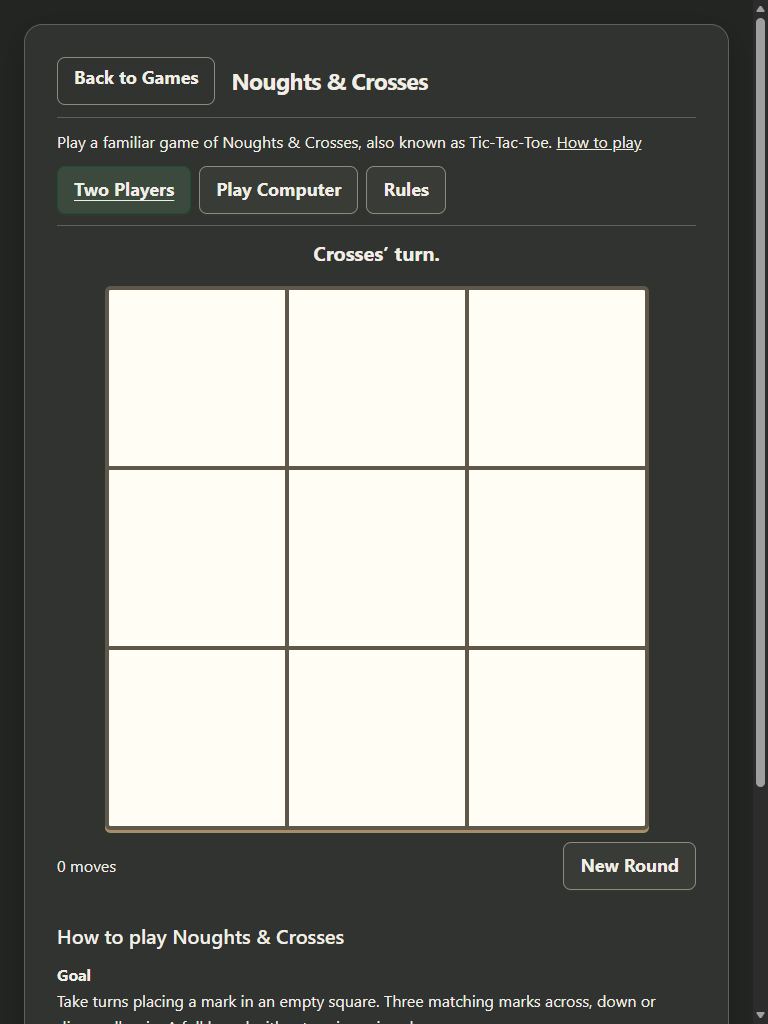 Back to Games
Noughts & Crosses
Play a familiar game of Noughts & Crosses, also known as Tic-Tac-Toe. How to play
Two Players
Play Computer
Rules
Crosses’ turn.
0 moves
New Round
How to play Noughts & Crosses
Goal
Take turns placing a mark in an empty square. Three matching marks across, down or